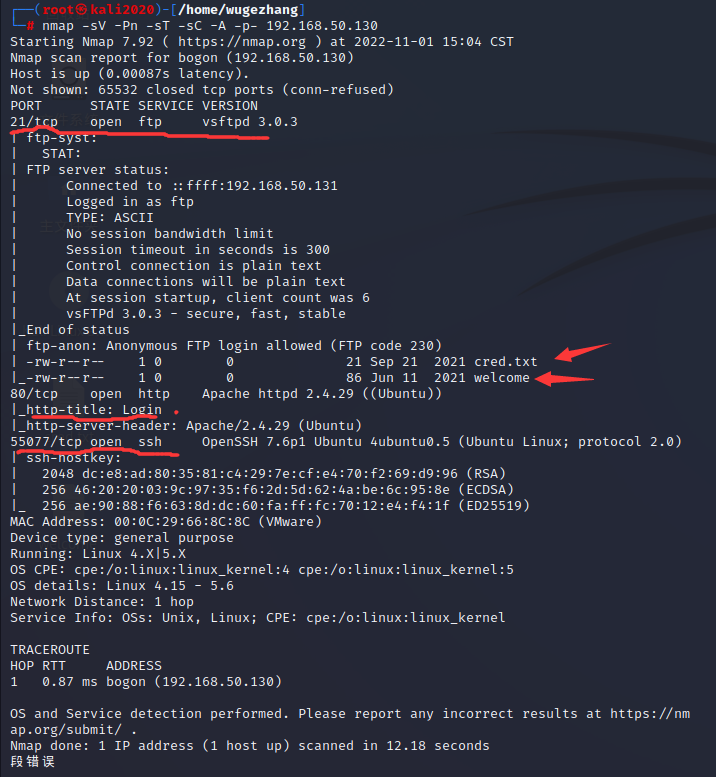 ┌──(root㉿kali2020)-[/home/wugezhang]
└─# nmap -sV -Pn -sT -sC -A -p- 192.168.50.130
Starting Nmap 7.92 ( https://nmap.org ) at 2022-11-01 15:04 CST
Nmap scan report for bogon (192.168.50.130)
Host is up (0.00087s latency).
Not shown: 65532 closed tcp ports (conn-refused)
PORT      STATE SERVICE VERSION
21/tcp    open  ftp     vsftpd 3.0.3
| ftp-syst:
|   STAT:
| FTP server status:
|      Connected to ::ffff:192.168.50.131
|      Logged in as ftp
|      TYPE: ASCII
|      No session bandwidth limit
|      Session timeout in seconds is 300
|      Control connection is plain text
|      Data connections will be plain text
|      At session startup, client count was 6
|      vsFTPd 3.0.3 - secure, fast, stable
|_End of status
| ftp-anon: Anonymous FTP login allowed (FTP code 230)
| -rw-r--r--    1 0        0              21 Sep 21  2021 cred.txt
|_-rw-r--r--    1 0        0              86 Jun 11  2021 welcome
80/tcp    open  http    Apache httpd 2.4.29 ((Ubuntu))
|_http-title: Login
|_http-server-header: Apache/2.4.29 (Ubuntu)
55077/tcp open  ssh     OpenSSH 7.6p1 Ubuntu 4ubuntu0.5 (Ubuntu Linux; protocol 2.0)
| ssh-hostkey:
|   2048 dc:e8:ad:80:35:81:c4:29:7e:cf:e4:70:f2:69:d9:96 (RSA)
|   256 46:20:20:03:9c:97:35:f6:2d:5d:62:4a:be:6c:95:8e (ECDSA)
|_  256 ae:90:88:f6:63:8d:dc:60:fa:ff:fc:70:12:e4:f4:1f (ED25519)
MAC Address: 00:0C:29:66:8C:8C (VMware)
Device type: general purpose
Running: Linux 4.X|5.X
OS CPE: cpe:/o:linux:linux_kernel:4 cpe:/o:linux:linux_kernel:5
OS details: Linux 4.15 - 5.6
Network Distance: 1 hop
Service Info: OSs: Unix, Linux; CPE: cpe:/o:linux:linux_kernel
TRACEROUTE
HOP RTT     ADDRESS
1   0.87 ms bogon (192.168.50.130)
OS and Service detection performed. Please report any incorrect results at https://nm
ap.org/submit/ .
Nmap done: 1 IP address (1 host up) scanned in 12.18 seconds
段错误